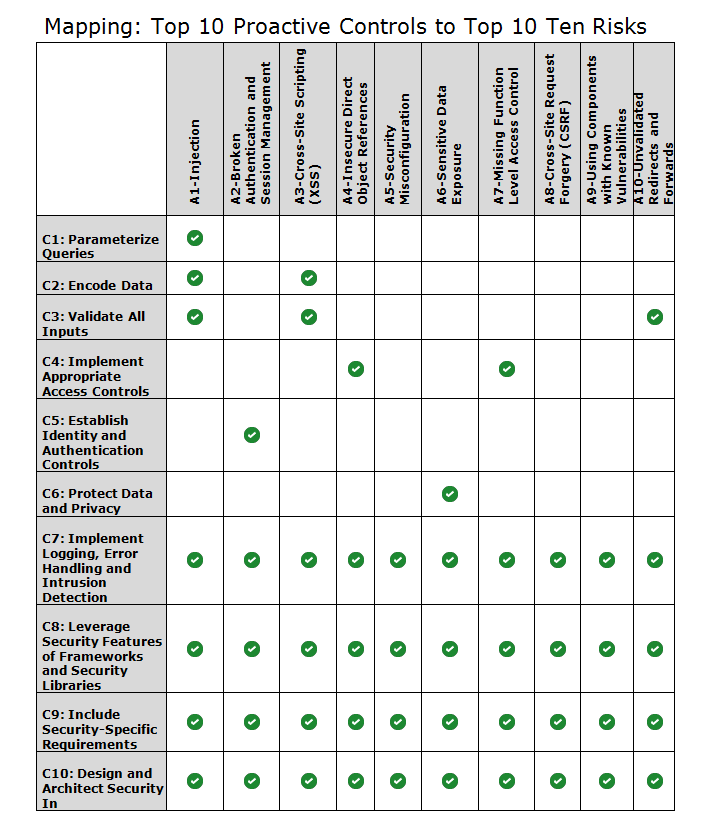 Mapping: Top 10 Proactive Controls to Top 10 Ten Risks
A1-Injection
A2-Broken
Authentication and
Session Management
A3-Cross-Site Scripting
(XSS)
A4-Insecure Direct
Object References
A5-Security
Misconfiguration
A6-Sensitive Data
Exposure
A7-Missing Function
Level Access Control
A8-Cross-Site Request
Forgery (CSRF)
A9-Using Components
with Known
Vulnerabilities
A10-Unvalidated
Redirects and
Forwards
C1: Parameterize
Queries
C2: Encode Data
C3: Validate All
Inputs
C4: Implement
Appropriate
Access Controls
C5: Establish
Identity and
Authentication
Controls
C6: Protect Data
and Privacy
C7: Implement
Logging, Error
Handling and
Intrusion
Detection
C8: Leverage
Security Features
of Frameworks
and Security
Libraries
C9: Include
Security-Specific
Requirements
C10: Design and
Architect Security
In